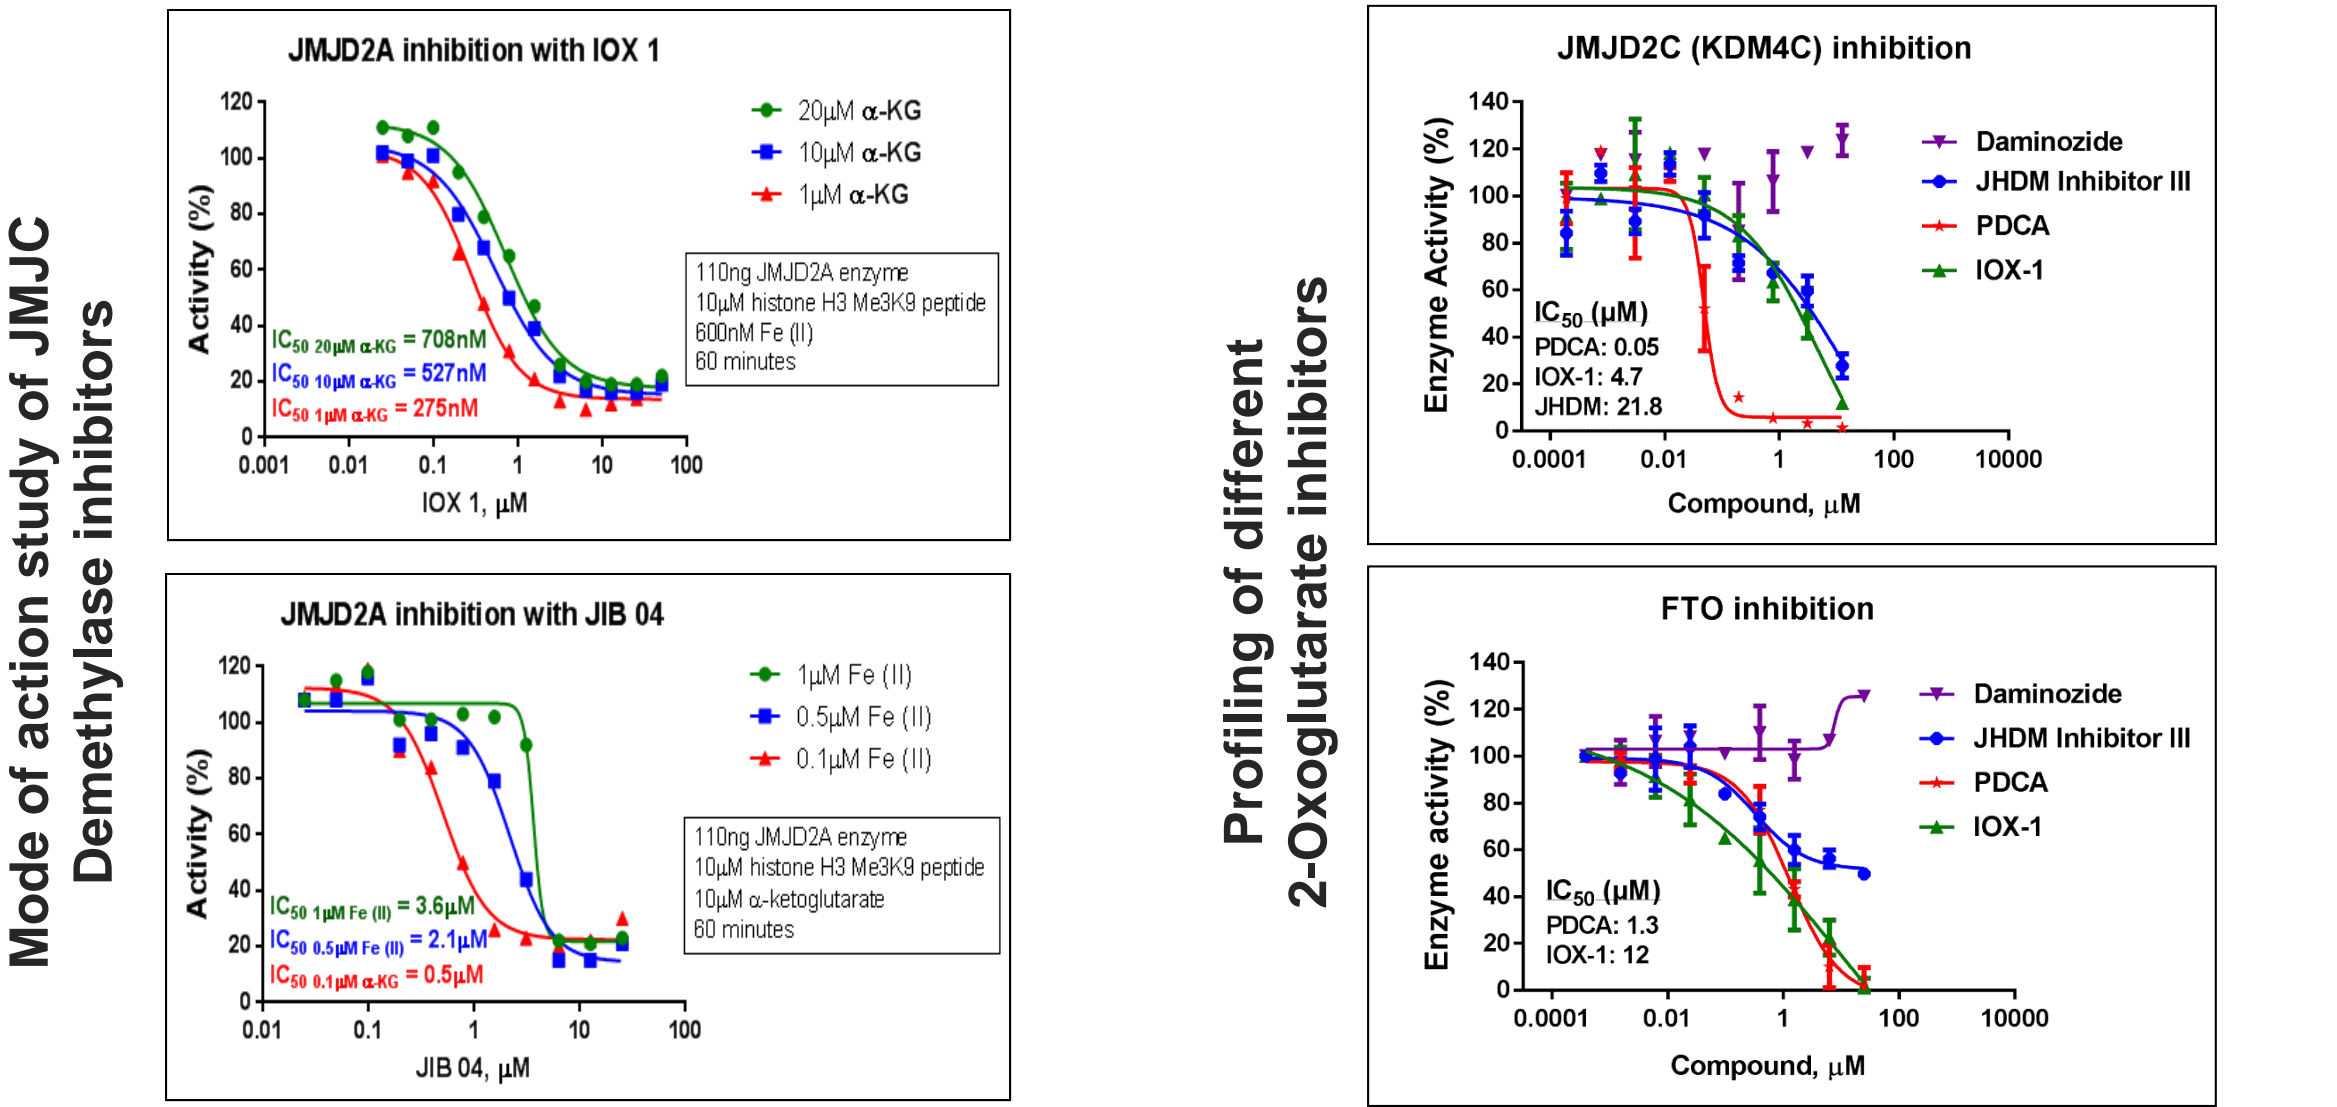 Mode of action study of JMJC
Demethylase inhibitors
JMJD2A inhibition with IOX 1
120
100
80
60
40
20
0
Activity (%)
0.001 0.01 0.1 1 10 100
IOX 1, μM
20μM α-KG
10μM α-KG
1μM α-KG
IC50 20μM α-KG = 708nM
IC50 10μM α-KG = 527nM
IC50 1μM α-KG = 275nM
110ng JMJD2A enzyme
10μM histone H3 Me3K9 peptide
600nM Fe (II)
60 minutes
JMJD2A inhibition with JIB 04
120
100
80
60
40
20
0
Activity (%)
0.01 0.1 1 10 100
JIB 04, μM
1μM Fe (II)
0.5μM Fe (II)
0.1μM Fe (II)
IC50 1μM Fe (II) = 3.6μM
IC50 0.5μM Fe (II) = 2.1μM
IC50 0.1μM α-KG = 0.5μM
110ng JMJD2A enzyme
10μM histone H3 Me3K9 peptide
10μM α-ketoglutarate
60 minutes
Profiling of different
2-Oxoglutarate inhibitors
JMJD2C (KDM4C) inhibition
140
120
100
80
60
40
20
0
Enzyme Activity (%)
0.0001 0.01 1 100 10000
Compound, μM
Daminozide
JHDM Inhibitor III
PDCA
IOX-1
IC50 (μM)
PDCA: 0.05
IOX-1: 4.7
JHDM: 21.8
FTO inhibition
140
120
100
80
60
40
20
0
Enzyme activity (%)
0.0001 0.01 1 100 10000
Compound, μM
Daminozide
JHDM Inhibitor III
PDCA
IOX-1
IC50 (μM)
PDCA: 1.3
IOX-1: 12